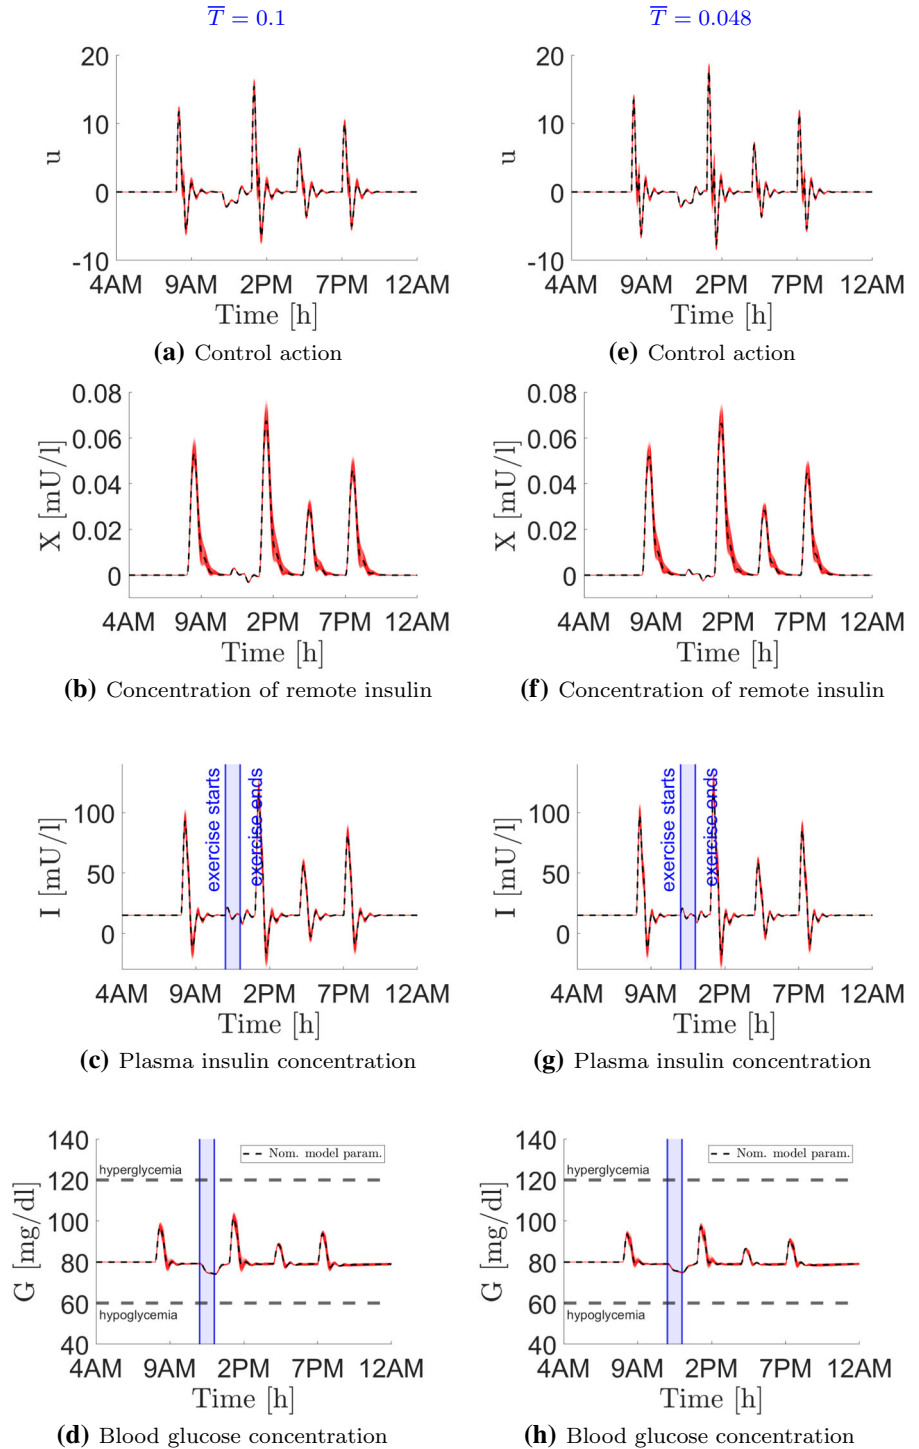 T̅ = 0.1
T̅ = 0.048
20
10
0
-10
u
4AM 9AM 2PM 7PM 12AM
Time [h]
(a) Control action
20
10
0
-10
u
4AM 9AM 2PM 7PM 12AM
Time [h]
(e) Control action
0.08
0.06
0.04
0.02
0
X [mU/l]
4AM 9AM 2PM 7PM 12AM
Time [h]
(b) Concentration of remote insulin
0.08
0.06
0.04
0.02
0
X [mU/l]
4AM 9AM 2PM 7PM 12AM
Time [h]
(f) Concentration of remote insulin
100
50
0
I [mU/l]
exercise starts
exercise ends
4AM 9AM 2PM 7PM 12AM
Time [h]
(c) Plasma insulin concentration
100
50
0
I [mU/l]
exercise starts
exercise ends
4AM 9AM 2PM 7PM 12AM
Time [h]
(g) Plasma insulin concentration
140
120
100
80
60
40
G [mg/dl]
Nom. model param.
hyperglycemia
hypoglycemia
4AM 9AM 2PM 7PM 12AM
Time [h]
(d) Blood glucose concentration
140
120
100
80
60
40
G [mg/dl]
Nom. model param.
hyperglycemia
hypoglycemia
4AM 9AM 2PM 7PM 12AM
Time [h]
(h) Blood glucose concentration